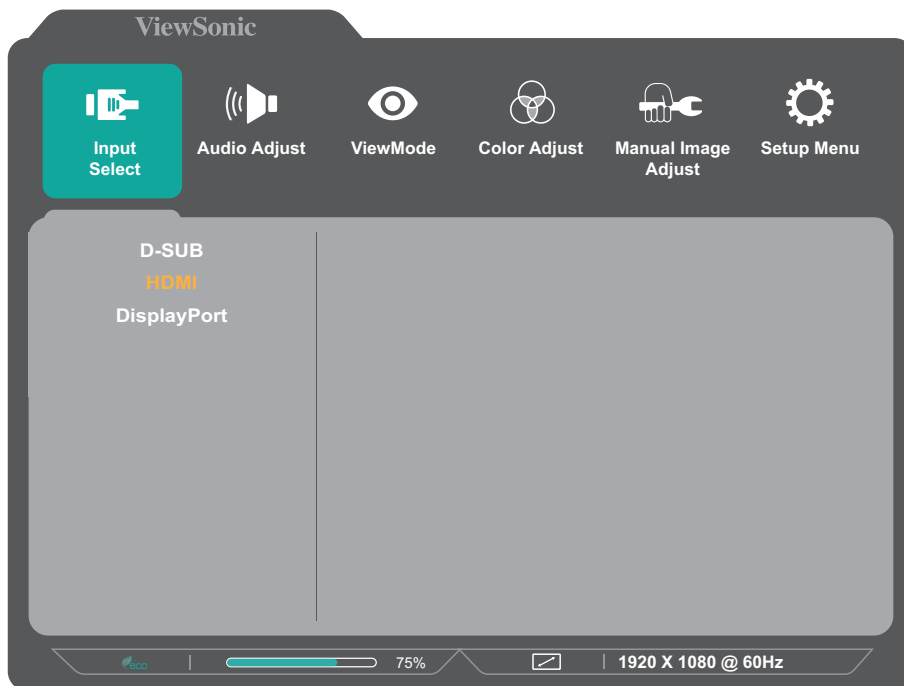 ViewSonic
Input
Select
Audio Adjust
ViewMode
Color Adjust
Manual Image
Adjust
Setup Menu
D-SUB
HDMI
DisplayPort
eco
75%
1920 X 1080 @ 60Hz